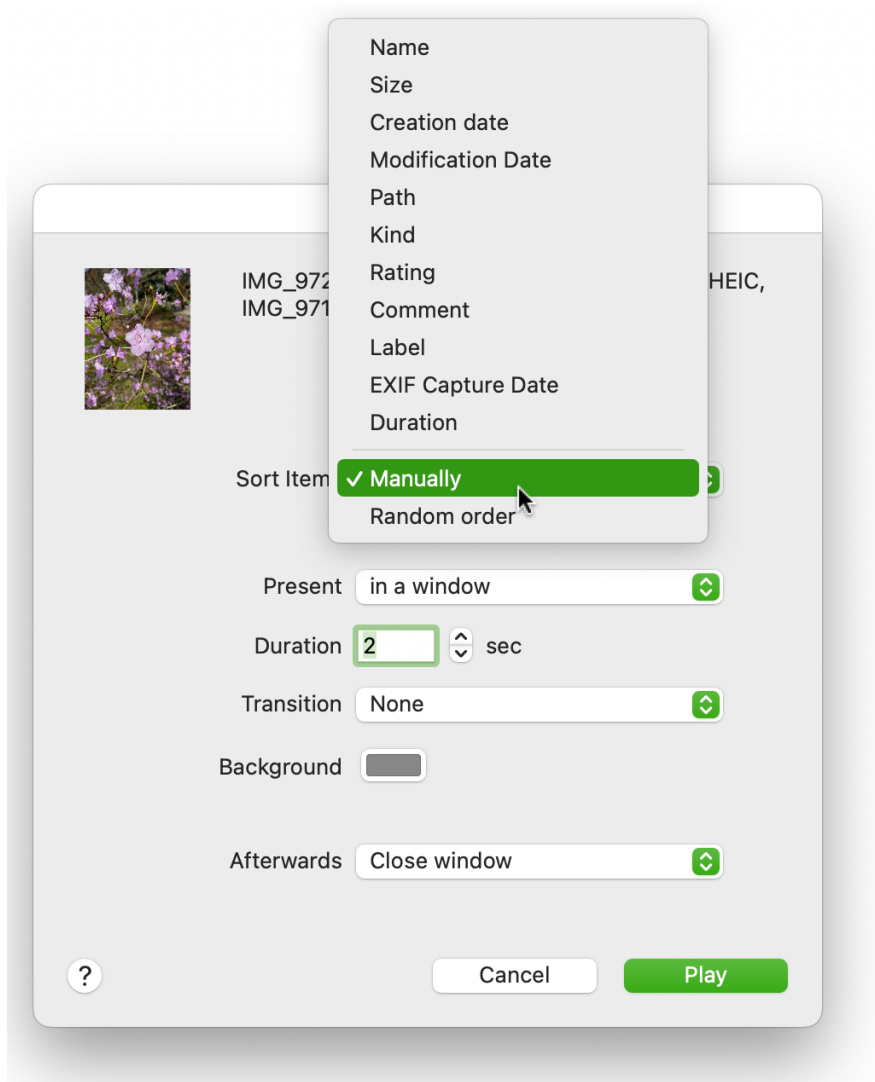 Name
Size
Creation date
Modification Date
Path
Kind
Rating
Comment
Label
EXIF Capture Date
Duration
✓ Manually
Random order
IMG_972 HEIC,
IMG_971
Sort Item
Present in a window
Duration 2 sec
Transition None
Background
Afterwards Close window
? Cancel Play